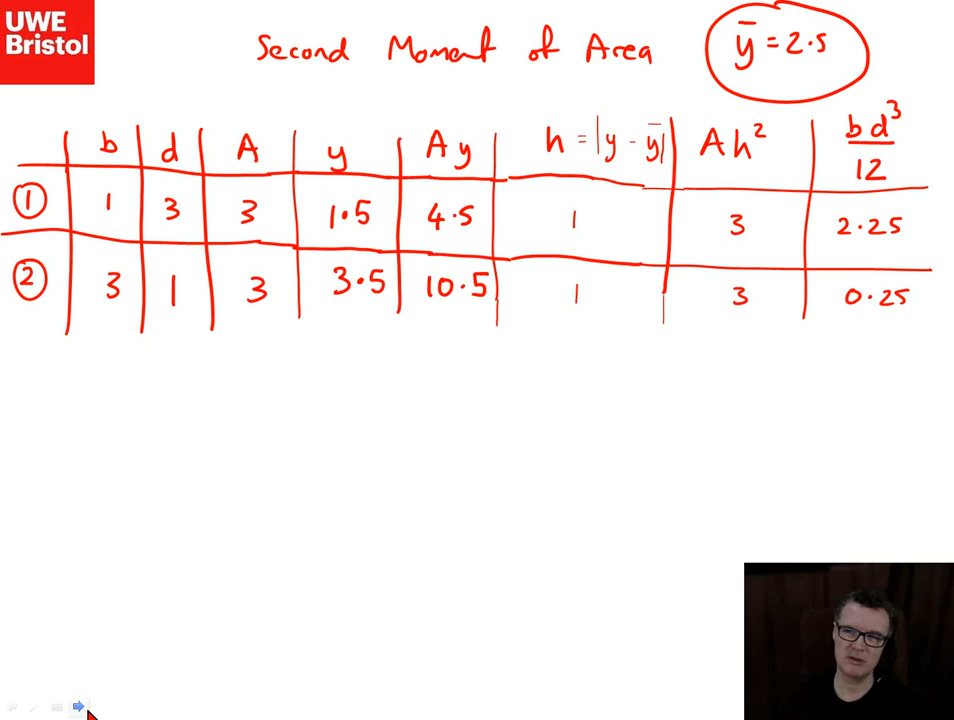 UWE
Bristol
Second Moment of Area
ȳ = 2.5
b d A y Ay h = |y - ȳ| Ah² bd³/12
① 1 3 3 1.5 4.5 1 3 2.25
② 3 1 3 3.5 10.5 1 3 0.25